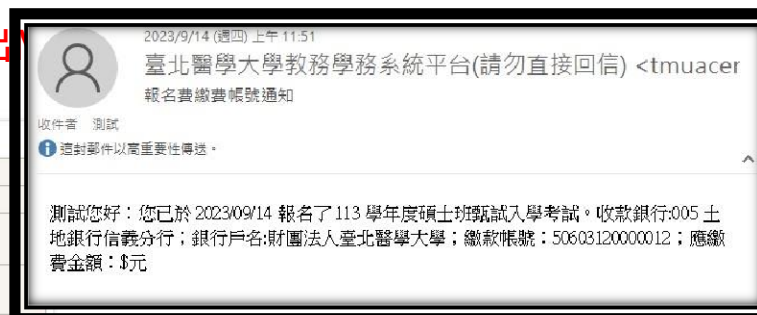 2023/9/14 (週四) 上午 11:51
臺北醫學大學教務學務系統平台(請勿直接回信) <tmuacer
報名費繳費帳號通知
收件者 測試
這封郵件以高重要性傳送。
測試您好：您已於 2023/09/14 報名了 113 學年度碩士班甄試入學考試。收款銀行:005 土
地銀行信義分行；銀行戶名:財團法人臺北醫學大學；繳款帳號：50603120000012；應繳
費金額：$元